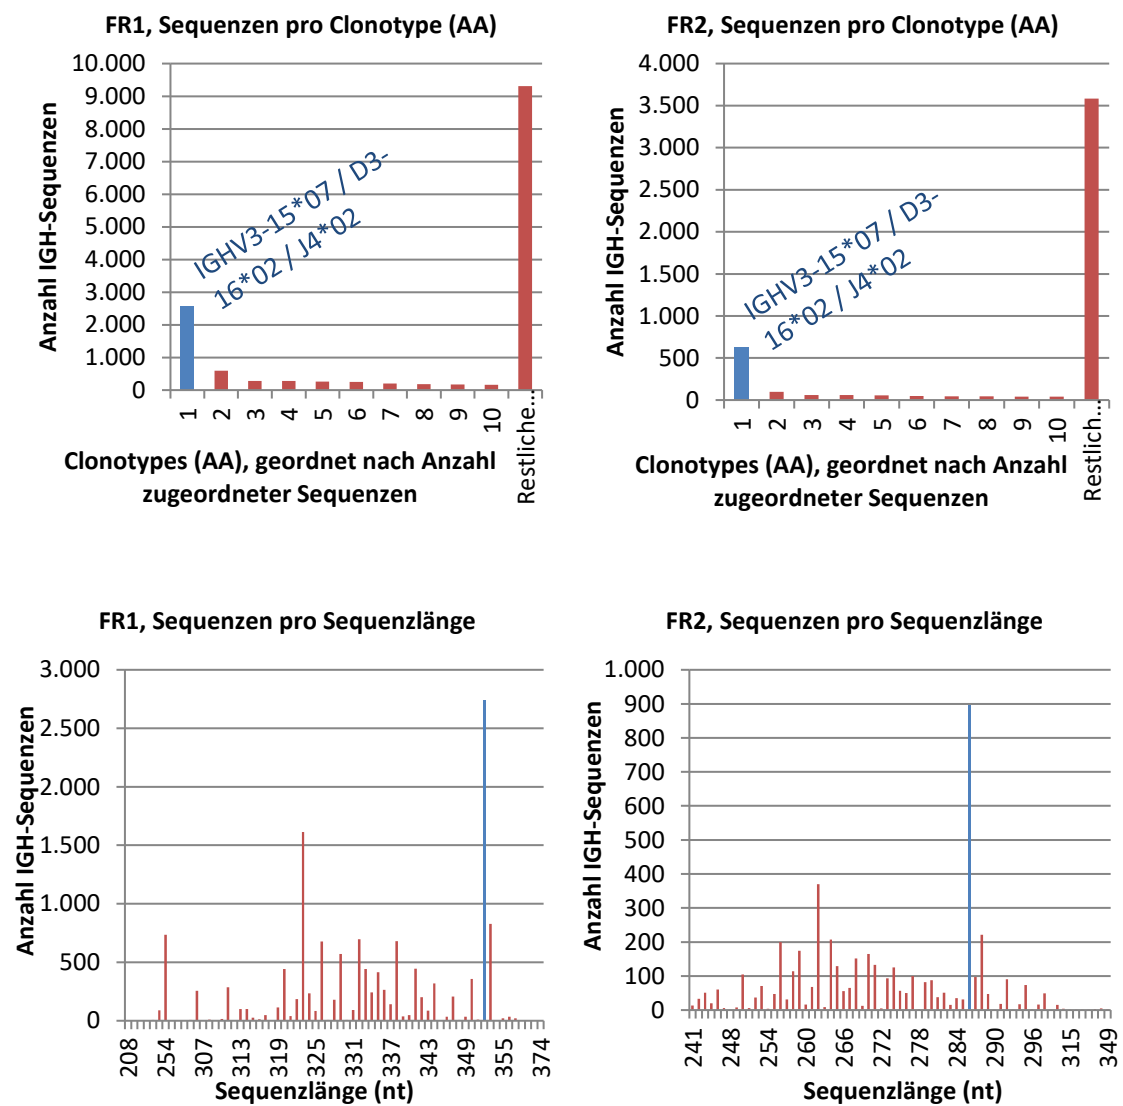 FR1, Sequenzen pro Clonotype (AA)
Anzahl IGH-Sequenzen
10.000
9.000
8.000
7.000
6.000
5.000
4.000
3.000
2.000
1.000
0
IGHV3-15*07 / D3-
16*02 / J4*02
1 2 3 4 5 6 7 8 9 10 Restliche…
Clonotypes (AA), geordnet nach Anzahl
zugeordneter Sequenzen
FR2, Sequenzen pro Clonotype (AA)
Anzahl IGH-Sequenzen
4.000
3.500
3.000
2.500
2.000
1.500
1.000
500
0
IGHV3-15*07 / D3-
16*02 / J4*02
1 2 3 4 5 6 7 8 9 10 Restlich…
Clonotypes (AA), geordnet nach Anzahl
zugeordneter Sequenzen
FR1, Sequenzen pro Sequenzlänge
Anzahl IGH-Sequenzen
3.000
2.500
2.000
1.500
1.000
500
0
208 254 307 313 319 325 331 337 343 349 355 374
Sequenzlänge (nt)
FR2, Sequenzen pro Sequenzlänge
Anzahl IGH-Sequenzen
1.000
900
800
700
600
500
400
300
200
100
0
241 248 254 260 266 272 278 284 290 296 315 349
Sequenzlänge (nt)